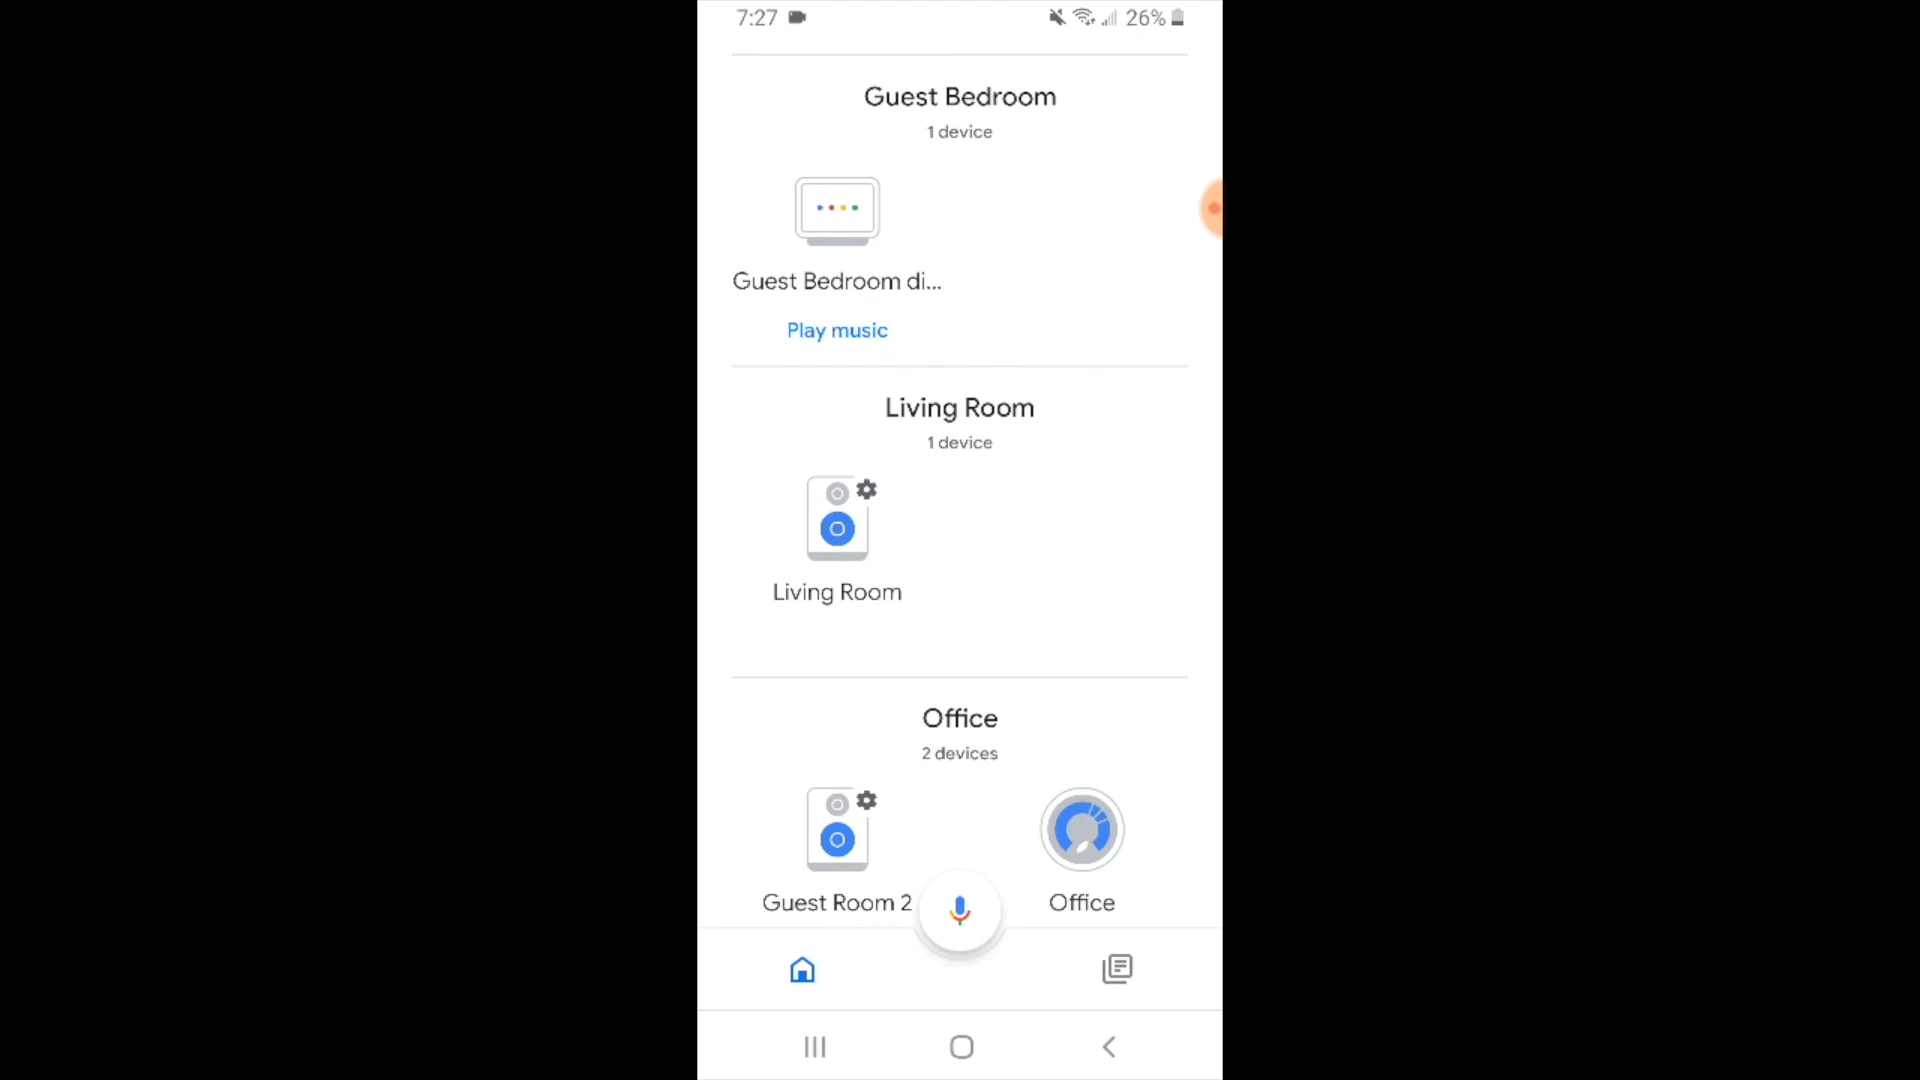 7:27
26%
Guest Bedroom
1 device
Guest Bedroom di...
Play music
Living Room
1 device
Living Room
Office
2 devices
Guest Room 2
Office